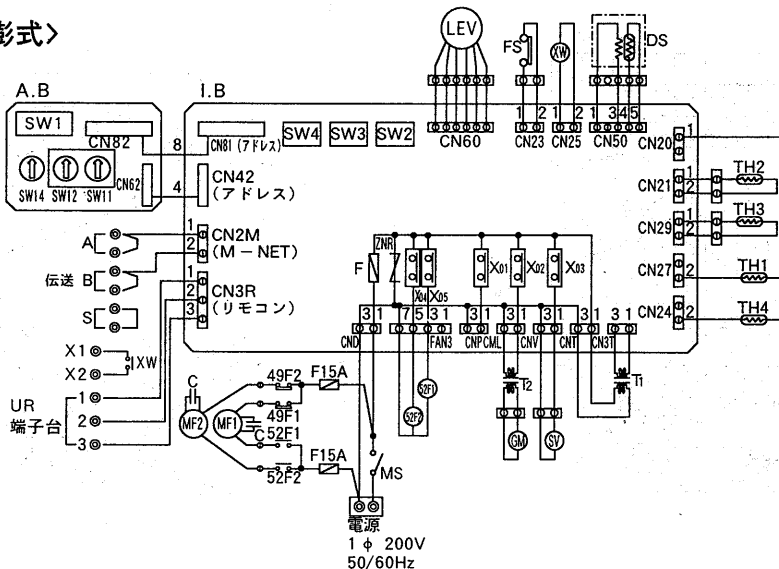 彭式>
A.B
I.B
SW1
CN82
SW14
SW12
SW11
CN62
8
4
CN81 (アドレス)
SW4
SW3
SW2
LEV
CN60
FS
1 2
CN23
XW
1 2
CN25
DS
1 3 4 5
CN50
CN20
1
CN21
1
2
TH2
CN29
1
2
TH3
CN27
2
TH1
CN24
2
TH4
CN42
(アドレス)
1
2
CN2M
(M-NET)
1
2
3
CN3R
(リモコン)
A
伝送 B
S
X1
X2
XW
UR
端子台
1
2
3
F
ZNR
X04 X05
X01
X02
X03
3 1
CND
7 5 3 1
FAN3
3 1
CNP
3 1
CML
3 1
CNV
3 1
CNT
3 1
CN3T
C
MF2
MF1
C
49F2
49F1
52F1
52F2
F15A
F15A
MS
52F1
52F2
T2
GM
SV
T1
電源
1 φ 200V
50/60Hz